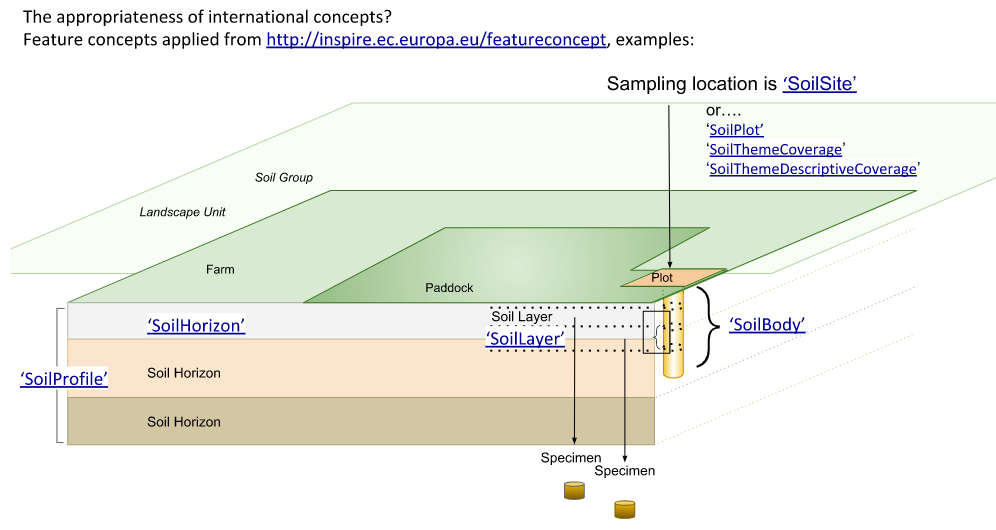 The appropriateness of international concepts?
Feature concepts applied from http://inspire.ec.europa.eu/featureconcept, examples:
Sampling location is ‘SoilSite’
or….
‘SoilPlot’
‘SoilThemeCoverage’
‘SoilThemeDescriptiveCoverage’
Soil Group
Landscape Unit
Farm
Paddock
Plot
Soil Layer
‘SoilHorizon’
‘SoilLayer’
‘SoilBody’
‘SoilProfile’
Soil Horizon
Soil Horizon
Specimen
Specimen